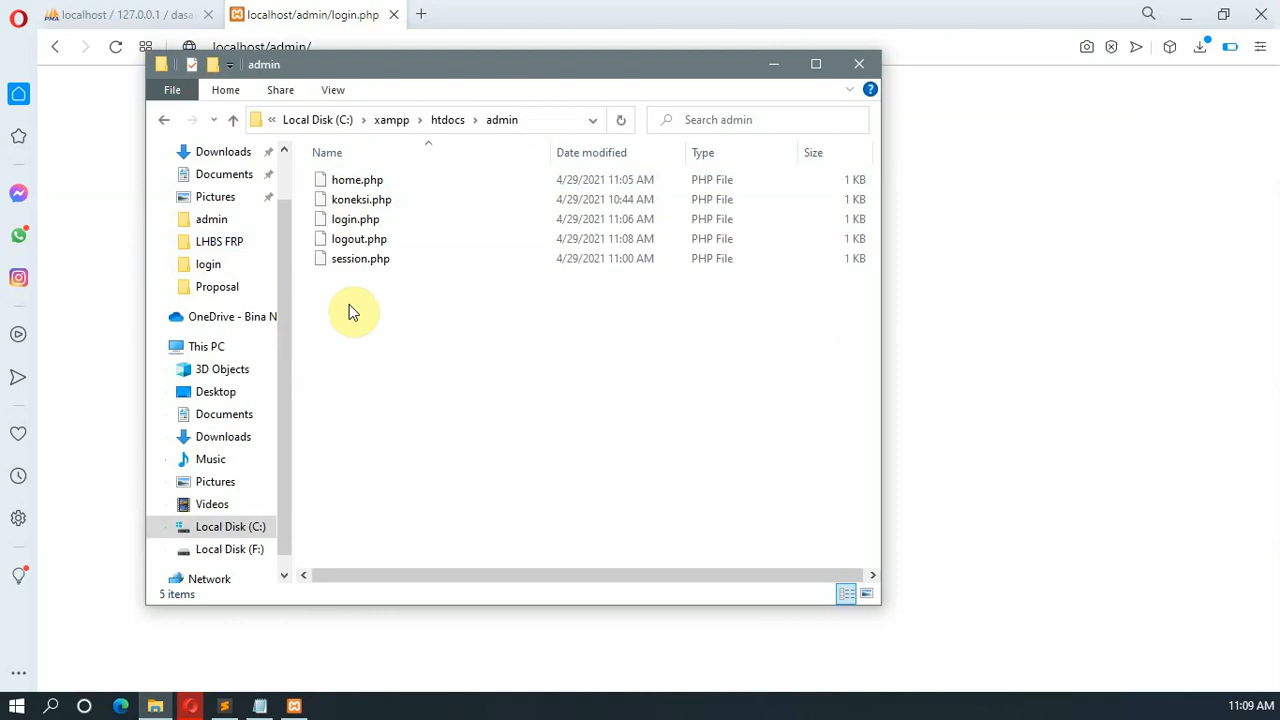 localhost / 127.0.0.1 / dasa
localhost/admin/login.php
localhost/admin/
admin
File
Home
Share
View
Local Disk (C:)
xampp
htdocs
admin
Search admin
Name
Date modified
Type
Size
home.php
4/29/2021 11:05 AM
PHP File
1 KB
koneksi.php
4/29/2021 10:44 AM
PHP File
1 KB
login.php
4/29/2021 11:06 AM
PHP File
1 KB
logout.php
4/29/2021 11:08 AM
PHP File
1 KB
session.php
4/29/2021 11:00 AM
PHP File
1 KB
Downloads
Documents
Pictures
admin
LHBS FRP
login
Proposal
OneDrive - Bina N
This PC
3D Objects
Desktop
Documents
Downloads
Music
Pictures
Videos
Local Disk (C:)
Local Disk (F:)
Network
5 items
11:09 AM